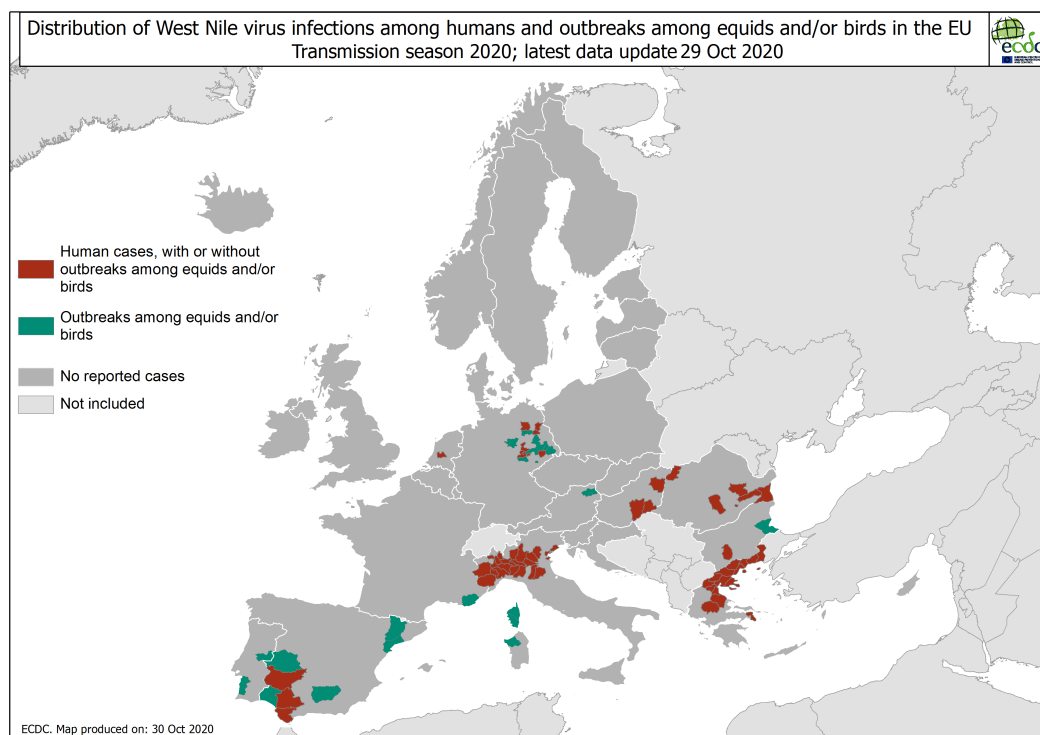 Distribution of West Nile virus infections among humans and outbreaks among equids and/or birds in the EU
Transmission season 2020; latest data update 29 Oct 2020
ecdc
Human cases, with or without
outbreaks among equids and/or
birds
Outbreaks among equids and/or
birds
No reported cases
Not included
ECDC. Map produced on: 30 Oct 2020